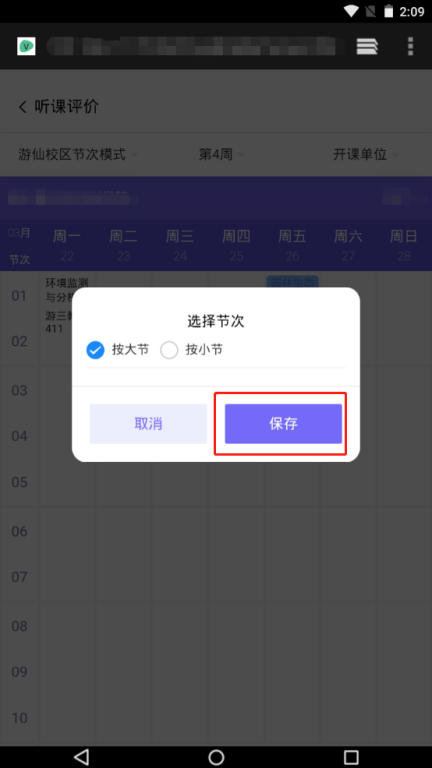 2:09
听课评价
游仙校区节次模式 第4周 开课单位
03月 周一 周二 周三 周四 周五 周六 周日
节次 22 23 24 25 26 27 28
01 环境监测
与分析
游三教
02 411
选择节次
按大节 按小节
03
取消 保存
04
05
06
07
08
09
10